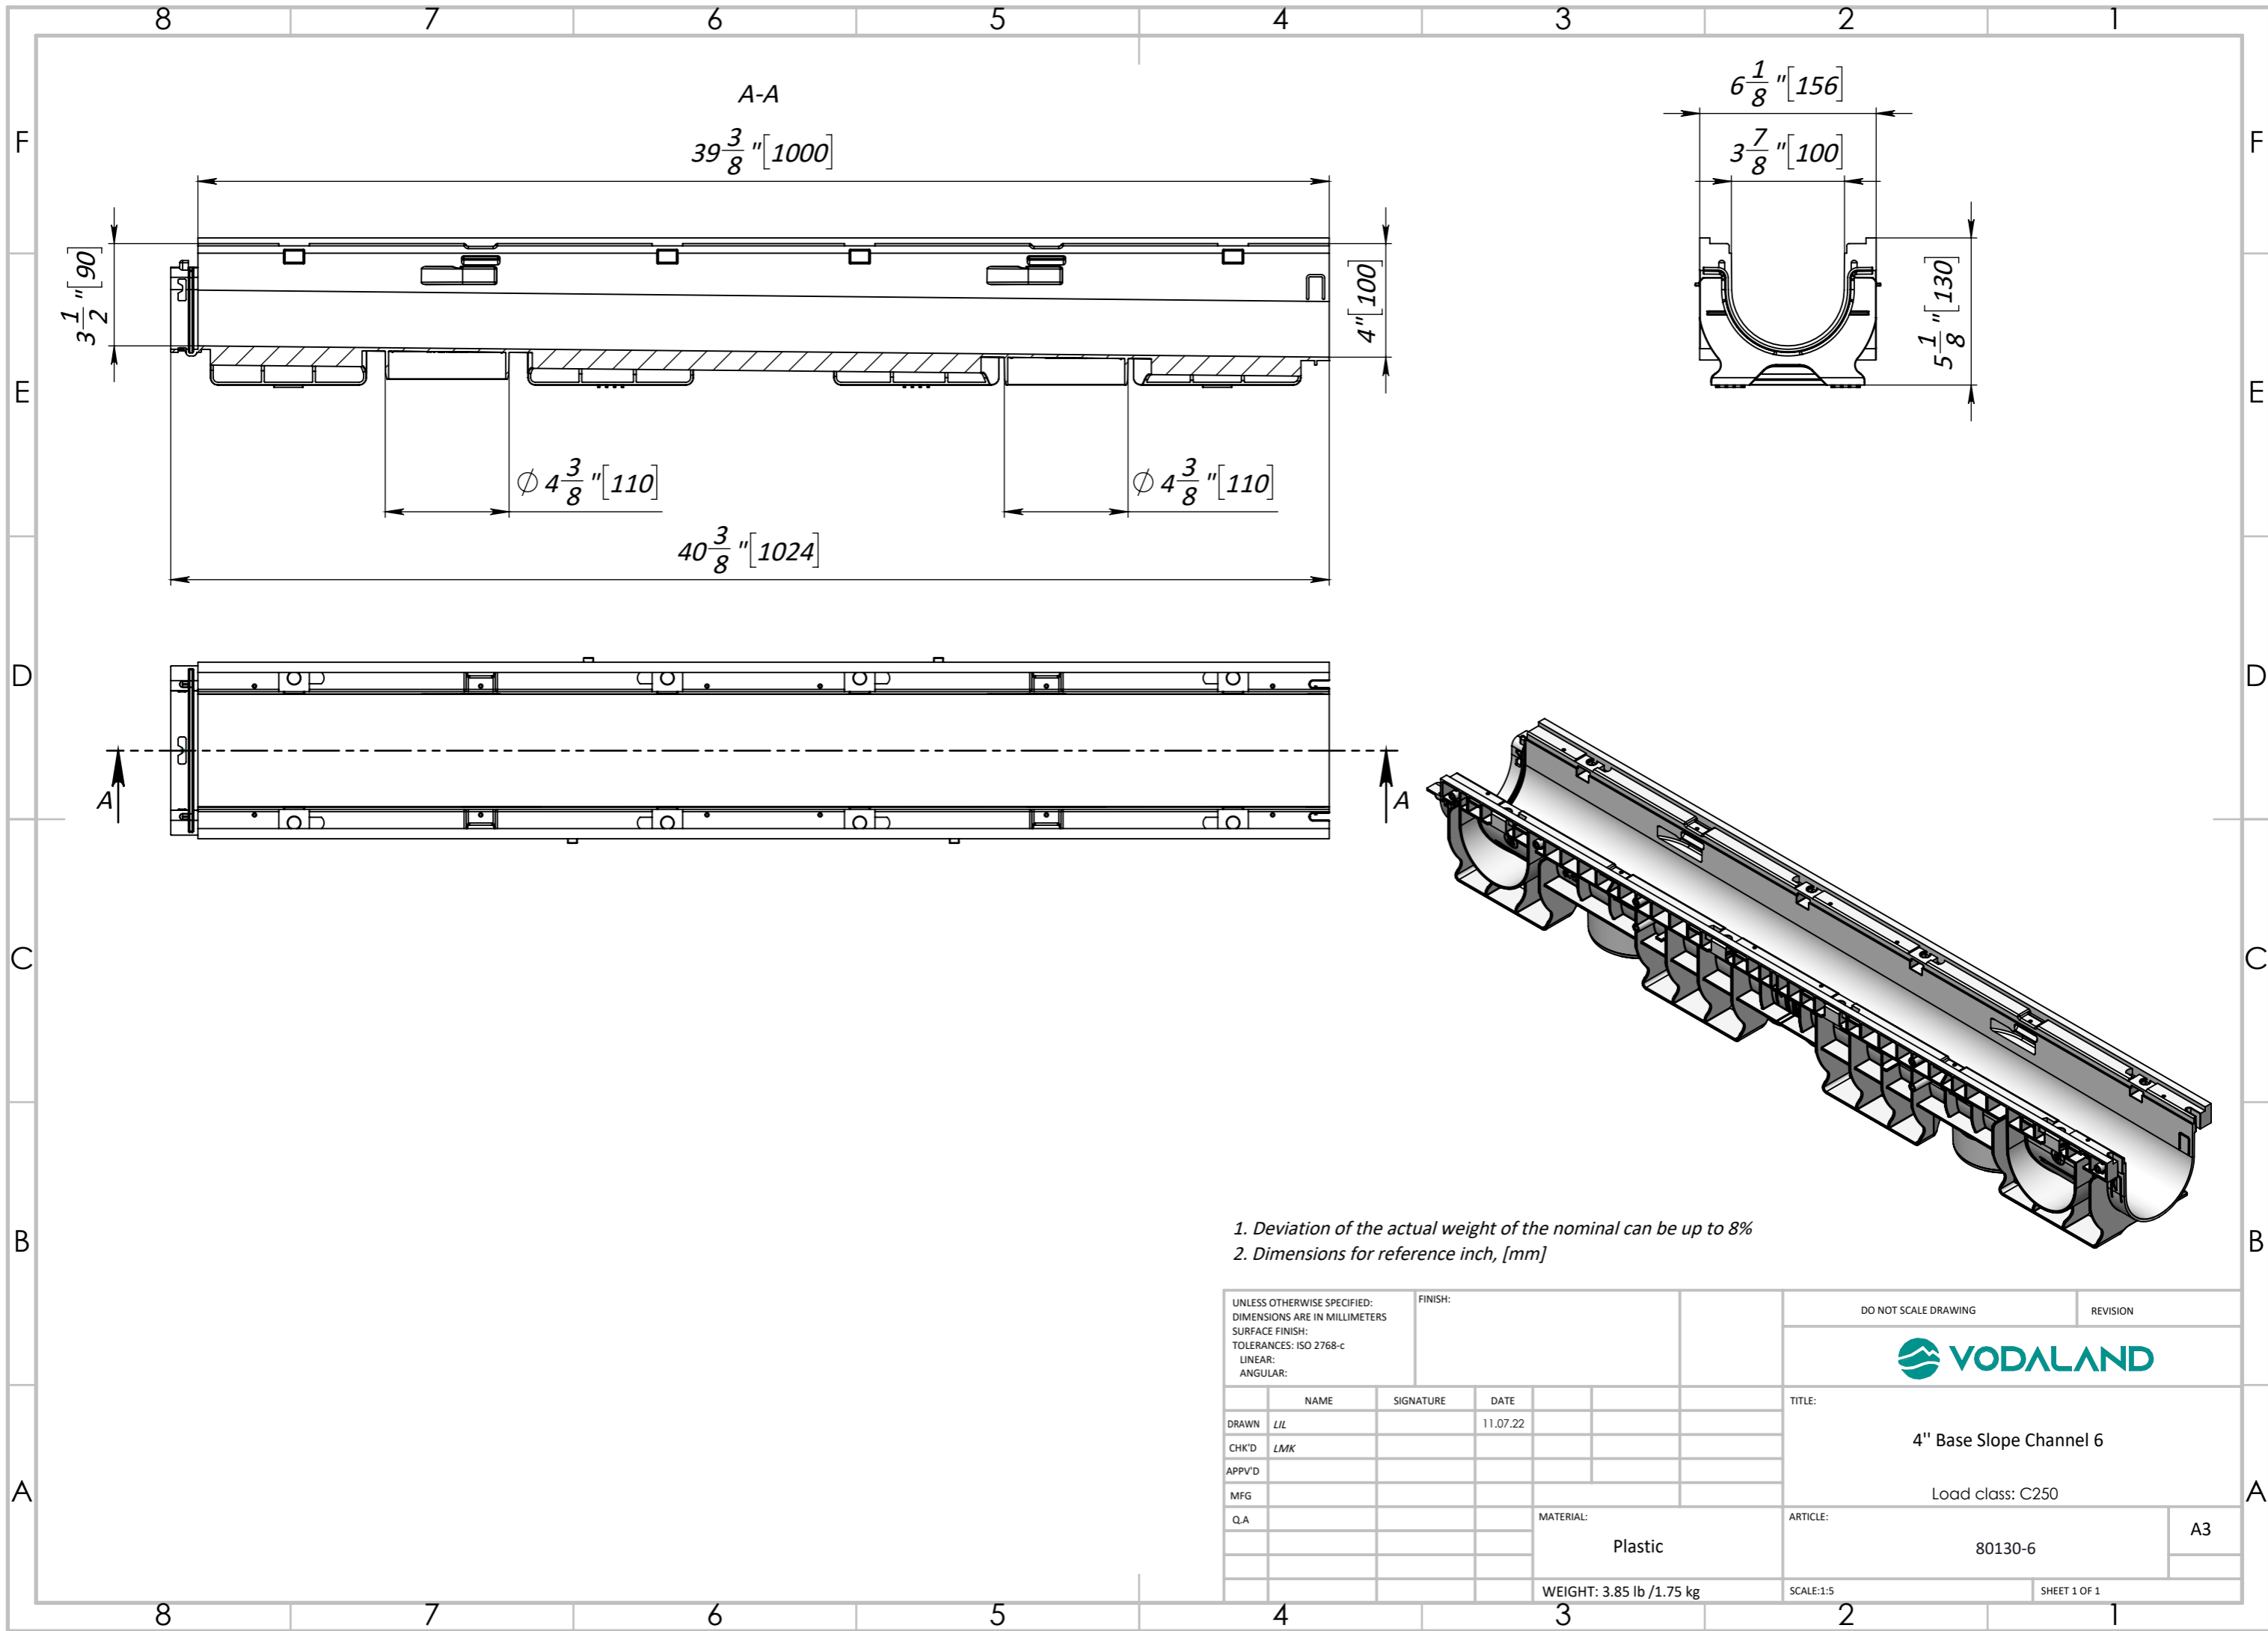 8 7 6 5 4 3 2 1
F F
E E
D D
C C
B B
A A
A-A
39 3/8 "[1000]
3 1/2 "[90]
4"[100]
⌀ 4 3/8 "[110]
⌀ 4 3/8 "[110]
40 3/8 "[1024]
6 1/8 "[156]
3 7/8 "[100]
5 1/8 "[130]
A A
1. Deviation of the actual weight of the nominal can be up to 8%
2. Dimensions for reference inch, [mm]
UNLESS OTHERWISE SPECIFIED:
DIMENSIONS ARE IN MILLIMETERS
SURFACE FINISH:
TOLERANCES: ISO 2768-c
LINEAR:
ANGULAR:
FINISH:
DO NOT SCALE DRAWING
REVISION
VODALAND
NAME SIGNATURE DATE
DRAWN LIL 11.07.22
CHK'D LMK
APPV'D
MFG
Q.A
TITLE:
4'' Base Slope Channel 6
Load class: C250
MATERIAL:
Plastic
ARTICLE:
80130-6
A3
WEIGHT: 3.85 lb /1.75 kg
SCALE:1:5
SHEET 1 OF 1
8 7 6 5 4 3 2 1